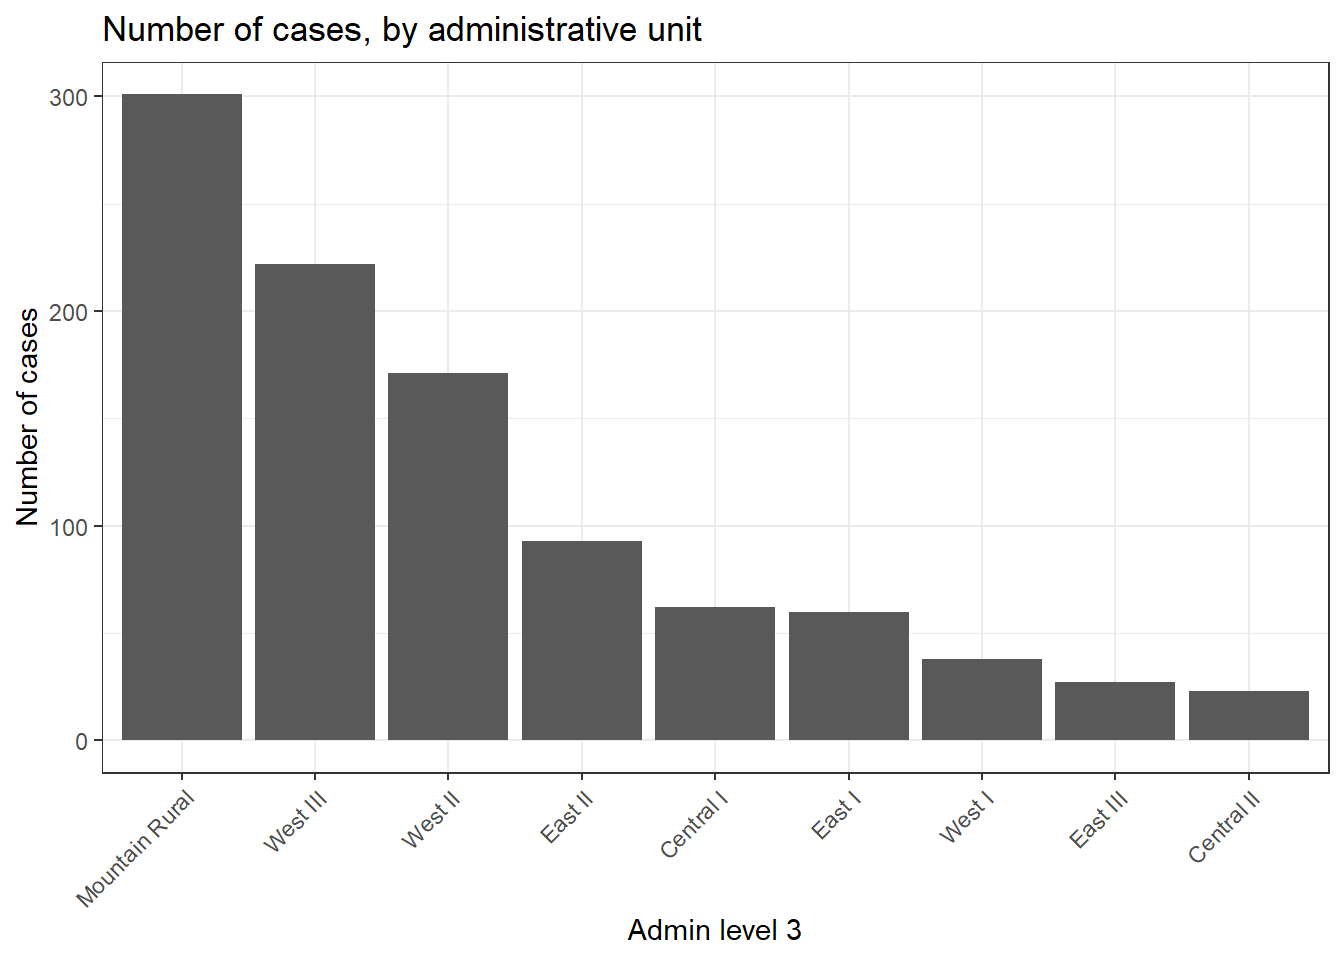 Number of cases, by administrative unit
Number of cases
300
200
100
0
Mountain Rural
West III
West II
East II
Central I
East I
West I
East III
Central II
Admin level 3